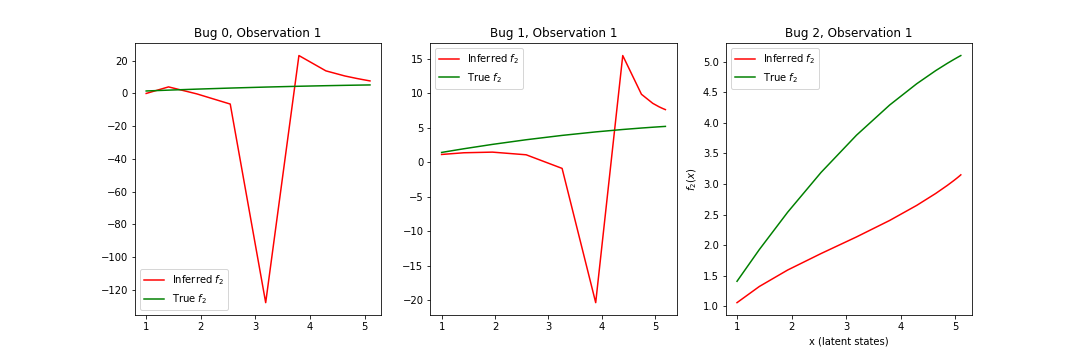 Bug 0, Observation 1
20
0
−20
−40
−60
−80
−100
−120
1 2 3 4 5
Inferred f₂
True f₂
Bug 1, Observation 1
15
10
5
0
−5
−10
−15
−20
1 2 3 4 5
Inferred f₂
True f₂
Bug 2, Observation 1
f₂(x)
5.0
4.5
4.0
3.5
3.0
2.5
2.0
1.5
1.0
1 2 3 4 5
x (latent states)
Inferred f₂
True f₂